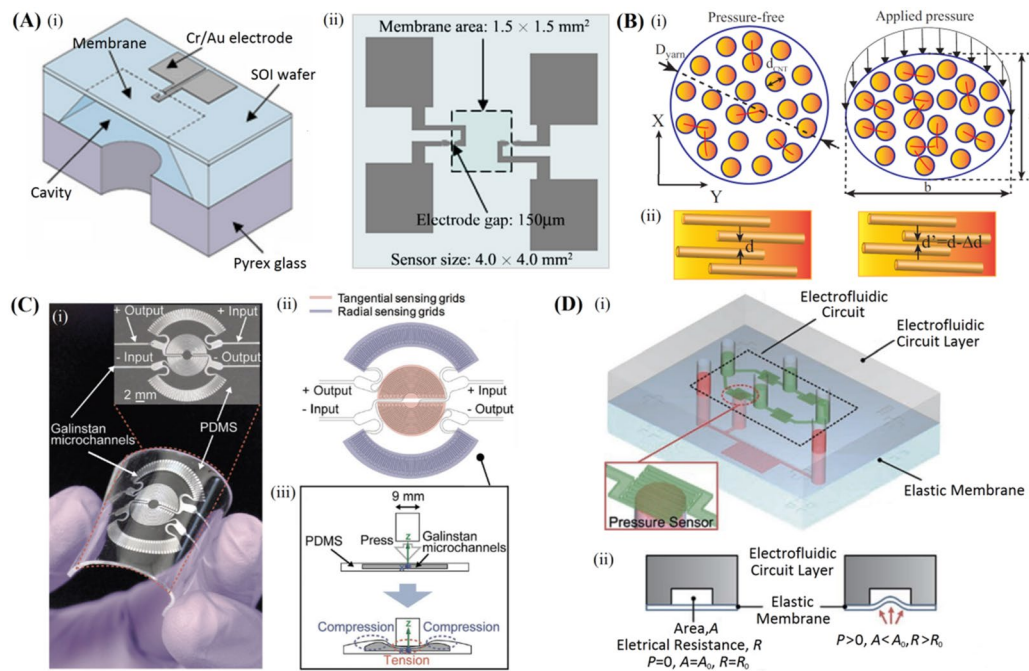 (A) (i)
Membrane
Cr/Au electrode
SOI wafer
Cavity
Pyrex glass
(ii)
Membrane area: 1.5 × 1.5 mm²
Electrode gap: 150μm
Sensor size: 4.0 × 4.0 mm²
(B) (i)
Pressure-free
Applied pressure
D_yarn
d_CNT
X
Y
b
(ii)
d
d'=d-Δd
(C) (i)
+ Output
+ Input
- Input
- Output
2 mm
Galinstan
microchannels
PDMS
(ii)
Tangential sensing grids
Radial sensing grids
+ Output
+ Input
- Input
- Output
(iii)
9 mm
PDMS
Press
Z
Galinstan
microchannels
Compression
Z
Compression
Tension
(D) (i)
Electrofluidic
Circuit
Electrofluidic
Circuit Layer
Elastic Membrane
Pressure Sensor
(ii)
Electrofluidic
Circuit Layer
Elastic
Membrane
Area,A
Eletrical Resistance, R
P=0, A=A₀, R=R₀
P>0, A<A₀, R>R₀